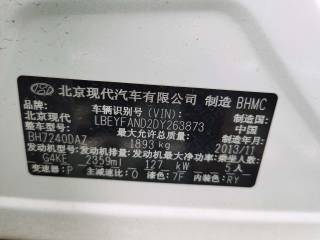 北京现代汽车有限公司 制造 BHMC
品牌: 车辆识别代号(VIN): 制造国:
北京现代 LBEYFAND2DY263873 中国
型号: 最大允许总质量: 制造年月:
BH7240DAZ 1893 kg 2013/11
发动机型号: 发动机排量: 发动机最大净功率: 乘坐人数:
G4KE 2359ml 127 kW 5人
变速器: P 主减速比: 0 漆色: 7F 内装色: RY